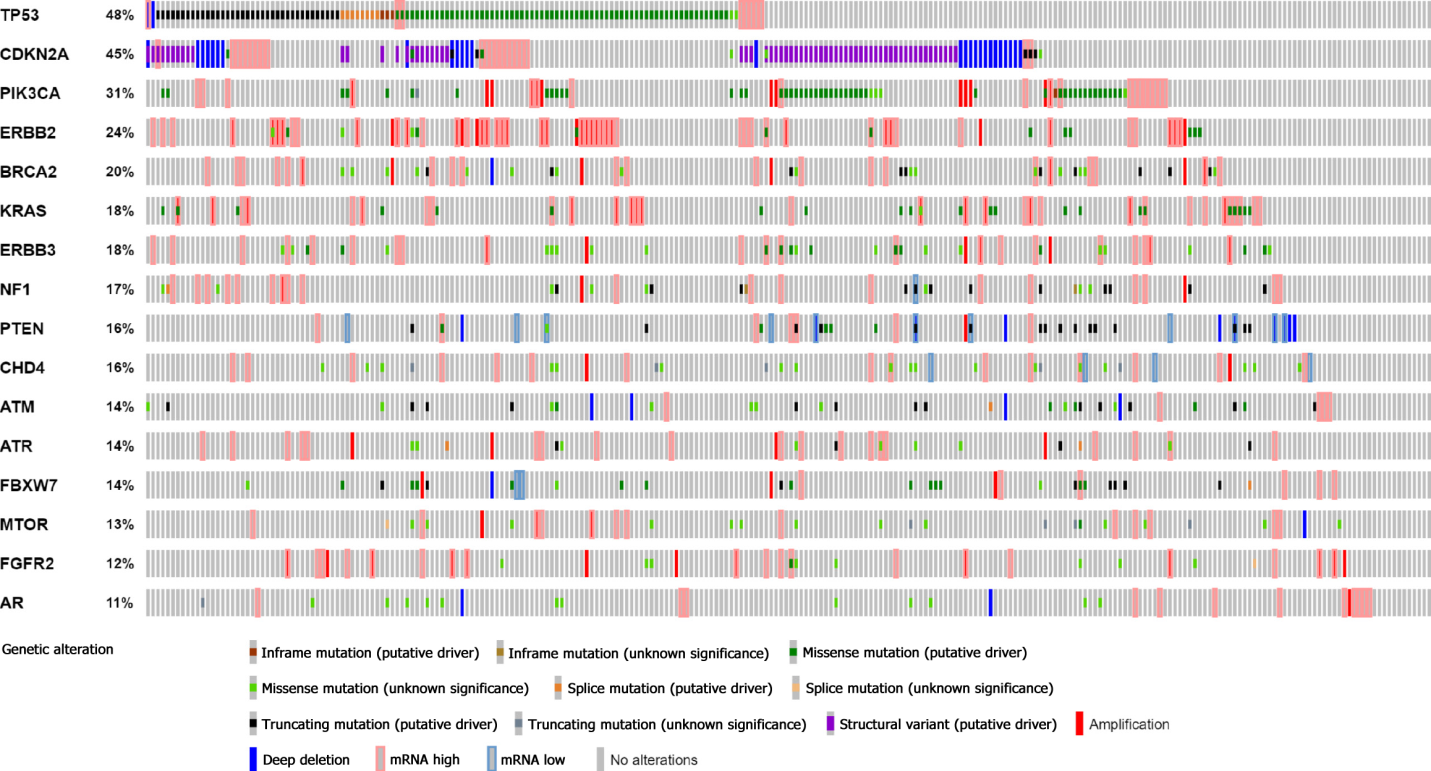 TP53 48%
CDKN2A 45%
PIK3CA 31%
ERBB2 24%
BRCA2 20%
KRAS 18%
ERBB3 18%
NF1 17%
PTEN 16%
CHD4 16%
ATM 14%
ATR 14%
FBXW7 14%
MTOR 13%
FGFR2 12%
AR 11%
Genetic alteration Inframe mutation (putative driver) Inframe mutation (unknown significance) Missense mutation (putative driver)
Missense mutation (unknown significance) Splice mutation (putative driver) Splice mutation (unknown significance)
Truncating mutation (putative driver) Truncating mutation (unknown significance) Structural variant (putative driver) Amplification
Deep deletion mRNA high mRNA low No alterations